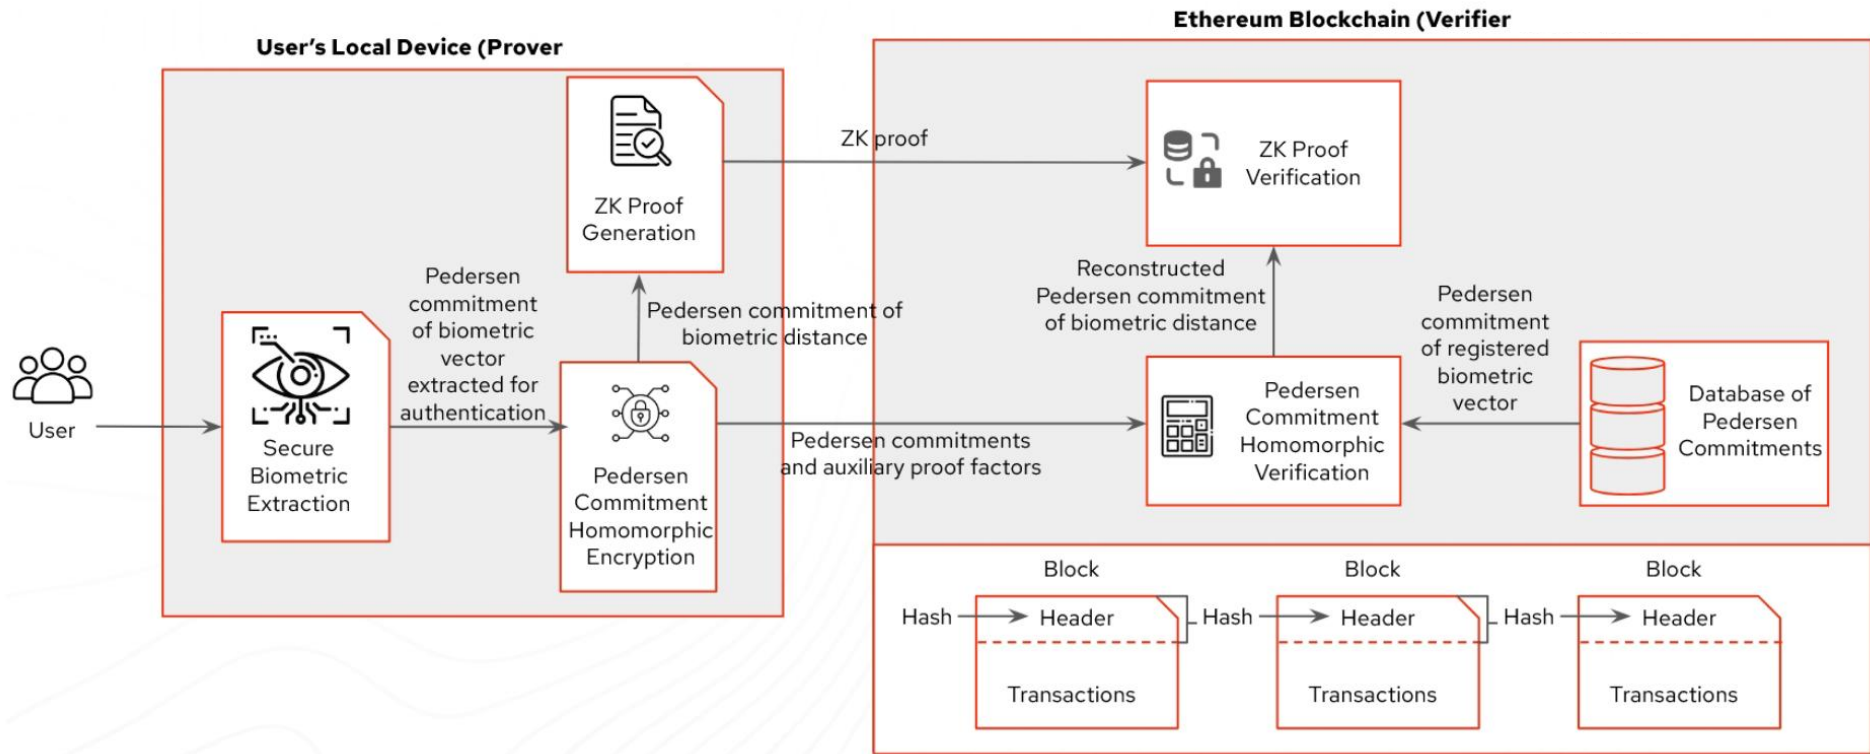 Ethereum Blockchain (Verifier
User's Local Device (Prover
ZK Proof
Generation
ZK proof
ZK Proof
Verification
Pedersen
commitment
of biometric
vector
extracted for
authentication
Pedersen commitment of
biometric distance
Reconstructed
Pedersen commitment
of biometric distance
Pedersen
commitment
of registered
biometric
vector
User
Secure
Biometric
Extraction
Pedersen
Commitment
Homomorphic
Encryption
Pedersen commitments
and auxiliary proof factors
Pedersen
Commitment
Homomorphic
Verification
Database of
Pedersen
Commitments
Block
Block
Block
Hash
Header
Hash
Header
Hash
Header
Transactions
Transactions
Transactions